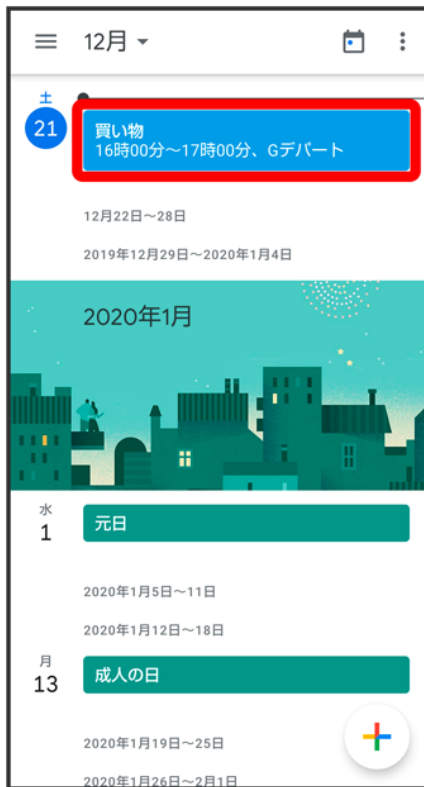 12月
土
21
買い物
16時00分～17時00分、Gデパート
12月22日～28日
2019年12月29日～2020年1月4日
2020年1月
水
1
元日
2020年1月5日～11日
2020年1月12日～18日
月
13
成人の日
2020年1月19日～25日
2020年1月26日～2月1日